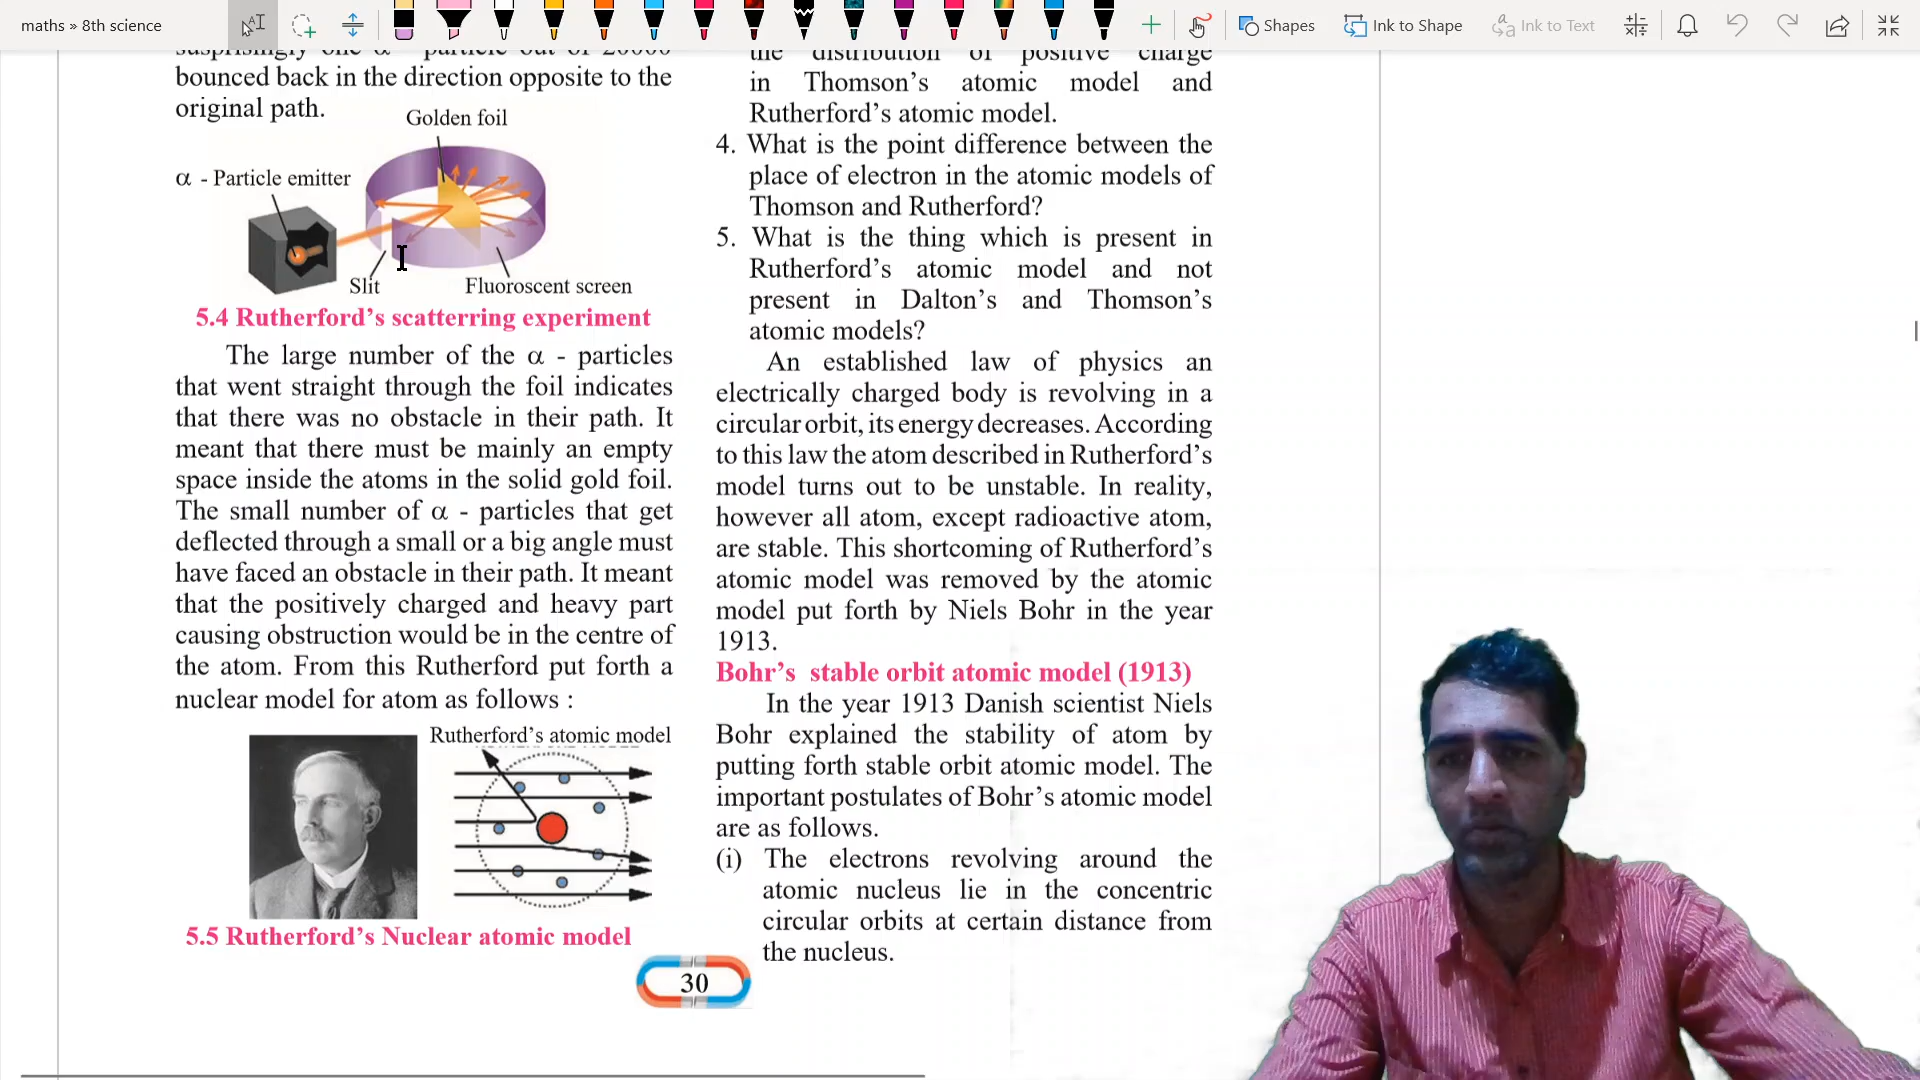 maths » 8th science
Shapes
Ink to Shape
Ink to Text
surprisingly one α - particle out of 20000
bounced back in the direction opposite to the
original path.
Golden foil
α - Particle emitter
Slit
Fluoroscent screen
5.4 Rutherford's scatterring experiment
The large number of the α - particles
that went straight through the foil indicates
that there was no obstacle in their path. It
meant that there must be mainly an empty
space inside the atoms in the solid gold foil.
The small number of α - particles that get
deflected through a small or a big angle must
have faced an obstacle in their path. It meant
that the positively charged and heavy part
causing obstruction would be in the centre of
the atom. From this Rutherford put forth a
nuclear model for atom as follows :
Rutherford's atomic model
5.5 Rutherford's Nuclear atomic model
the distribution of positive charge
in Thomson's atomic model and
Rutherford's atomic model.
4. What is the point difference between the
place of electron in the atomic models of
Thomson and Rutherford?
5. What is the thing which is present in
Rutherford's atomic model and not
present in Dalton's and Thomson's
atomic models?
An established law of physics an
electrically charged body is revolving in a
circular orbit, its energy decreases. According
to this law the atom described in Rutherford's
model turns out to be unstable. In reality,
however all atom, except radioactive atom,
are stable. This shortcoming of Rutherford's
atomic model was removed by the atomic
model put forth by Niels Bohr in the year
1913.
Bohr's stable orbit atomic model (1913)
In the year 1913 Danish scientist Niels
Bohr explained the stability of atom by
putting forth stable orbit atomic model. The
important postulates of Bohr's atomic model
are as follows.
(i) The electrons revolving around the
atomic nucleus lie in the concentric
circular orbits at certain distance from
the nucleus.
30